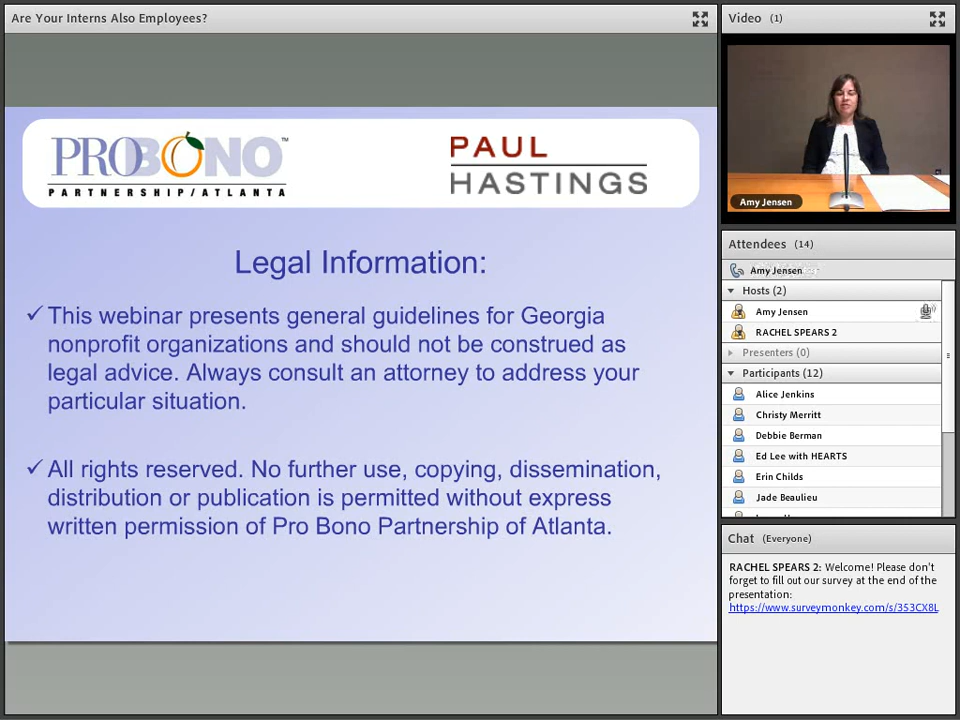 Are Your Interns Also Employees?
PROBONO™
PARTNERSHIP/ATLANTA
PAUL
HASTINGS
Legal Information:
✓ This webinar presents general guidelines for Georgia
nonprofit organizations and should not be construed as
legal advice. Always consult an attorney to address your
particular situation.
✓ All rights reserved. No further use, copying, dissemination,
distribution or publication is permitted without express
written permission of Pro Bono Partnership of Atlanta.
Video (1)
Amy Jensen
Attendees (14)
Amy Jensen
Hosts (2)
Amy Jensen
RACHEL SPEARS 2
Presenters (0)
Participants (12)
Alice Jenkins
Christy Merritt
Debbie Berman
Ed Lee with HEARTS
Erin Childs
Jade Beaulieu
Chat (Everyone)
RACHEL SPEARS 2: Welcome! Please don't
forget to fill out our survey at the end of the
presentation:
https://www.surveymonkey.com/s/353CX8L